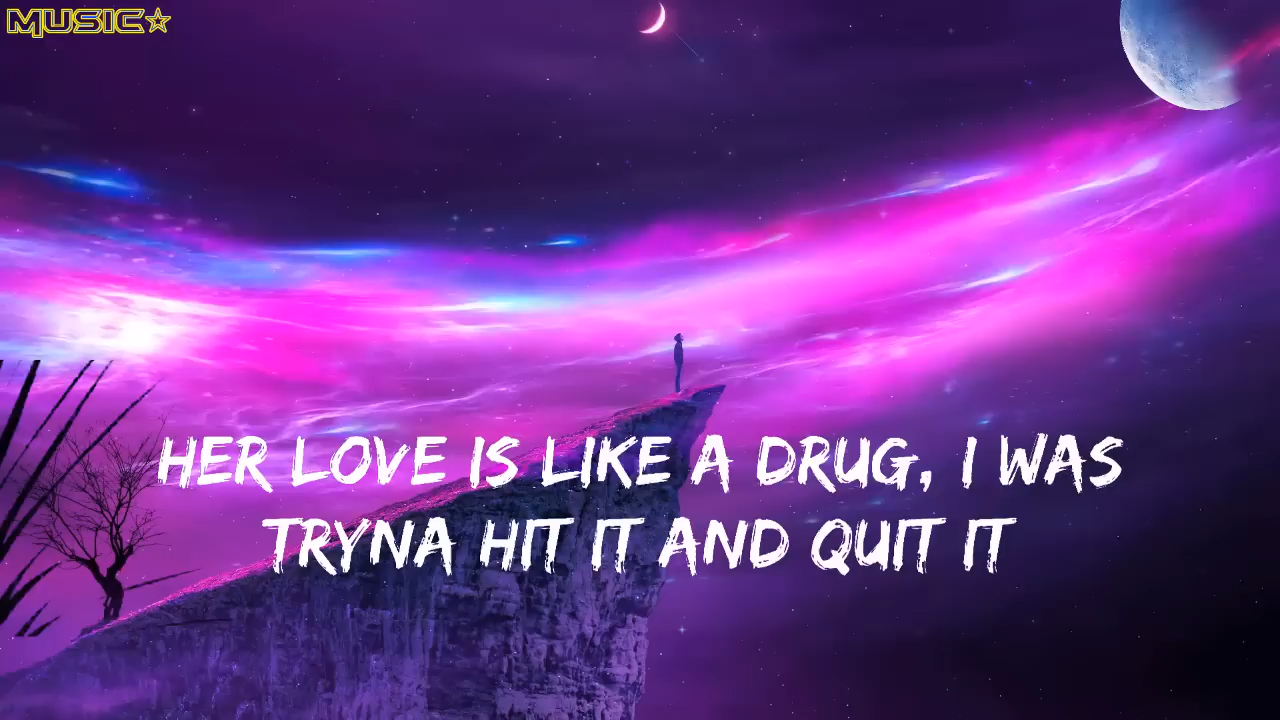 MUSIC☆
HER LOVE IS LIKE A DRUG, I WAS
TRYNA HIT IT AND QUIT IT